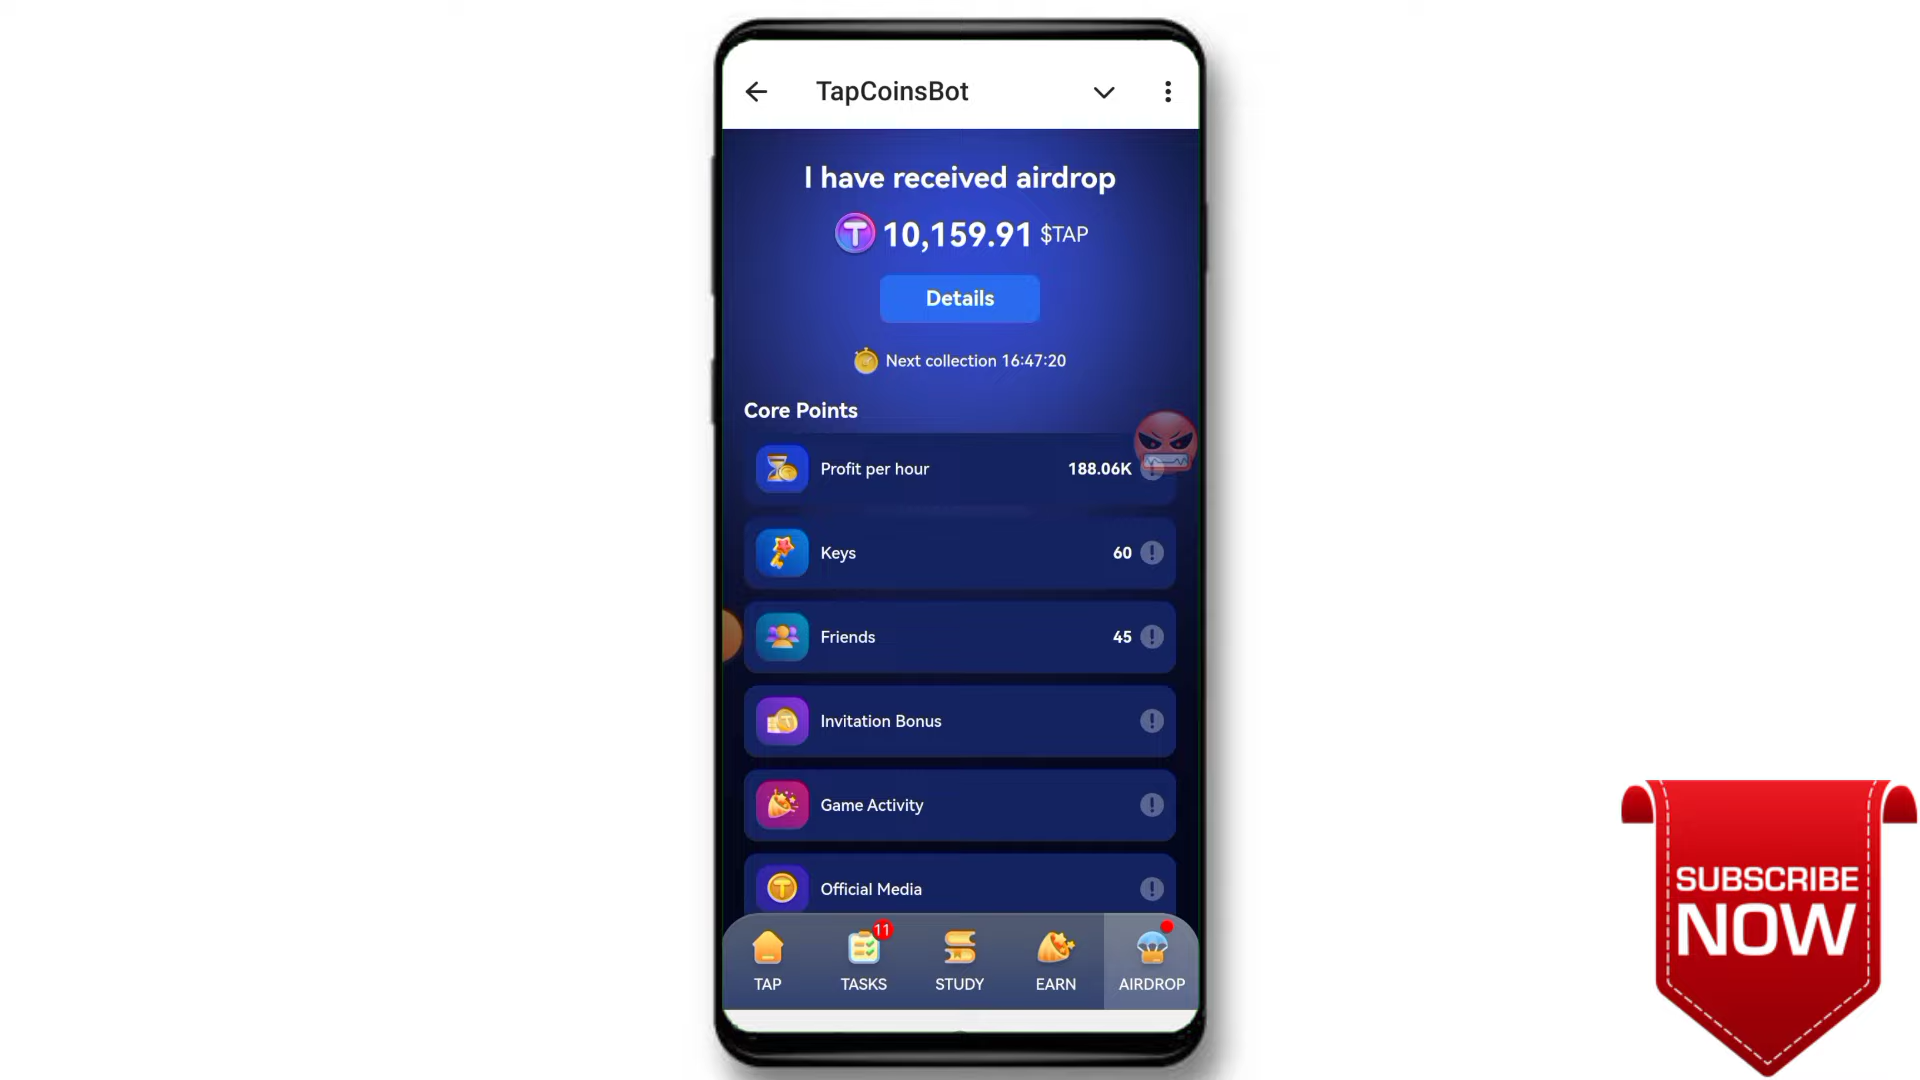 TapCoinsBot
I have received airdrop
10,159.91 $TAP
Details
Next collection 16:47:20
Core Points
Profit per hour 188.06K
Keys 60
Friends 45
Invitation Bonus
Game Activity
Official Media
11
TAP TASKS STUDY EARN AIRDROP
SUBSCRIBE
NOW